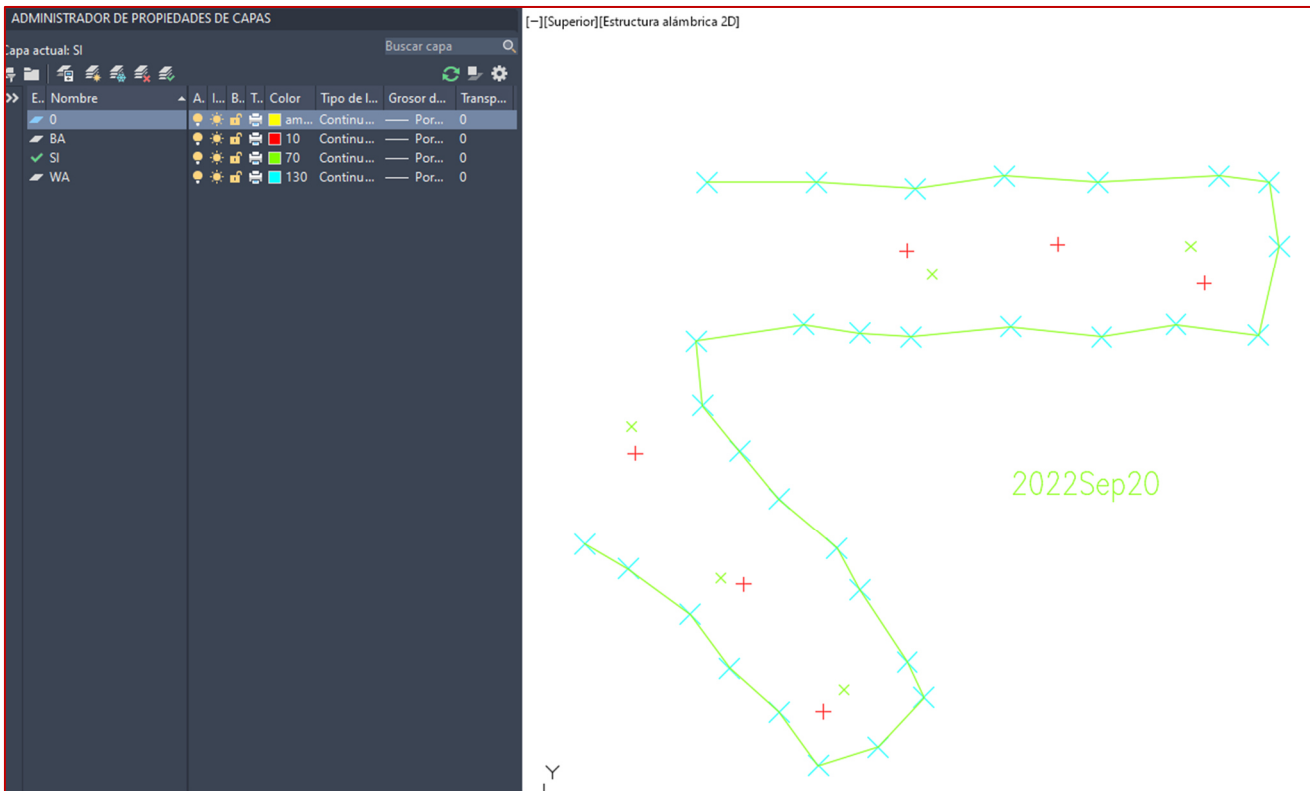 ADMINISTRADOR DE PROPIEDADES DE CAPAS
Capa actual: SI
Buscar capa
E.. Nombre A. I... B.. T.. Color Tipo de l... Grosor d... Transp...
0 am... Continu... Por... 0
BA 10 Continu... Por... 0
SI 70 Continu... Por... 0
WA 130 Continu... Por... 0
[−][Superior][Estructura alámbrica 2D]
2022Sep20
Y